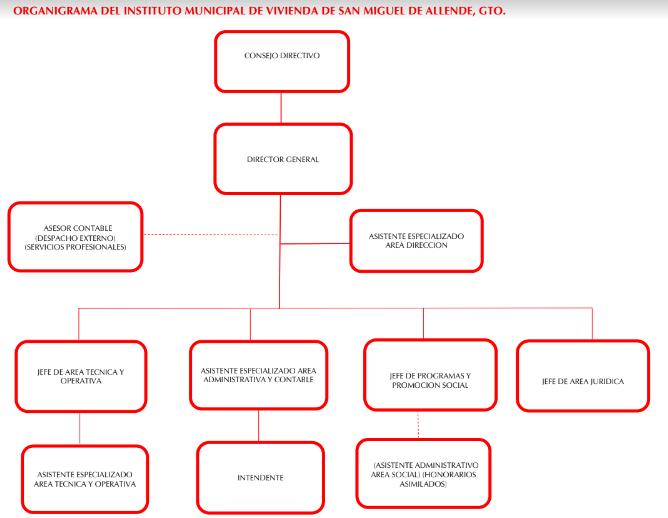 ORGANIGRAMA DEL INSTITUTO MUNICIPAL DE VIVIENDA DE SAN MIGUEL DE ALLENDE, GTO.
CONSEJO DIRECTIVO
DIRECTOR GENERAL
ASESOR CONTABLE
(DESPACHO EXTERNO)
(SERVICIOS PROFESIONALES)
ASISTENTE ESPECIALIZADO
AREA DIRECCION
JEFE DE AREA TECNICA Y
OPERATIVA
ASISTENTE ESPECIALIZADO AREA
ADMINISTRATIVA Y CONTABLE
JEFE DE PROGRAMAS Y
PROMOCION SOCIAL
JEFE DE AREA JURIDICA
ASISTENTE ESPECIALIZADO
AREA TECNICA Y OPERATIVA
INTENDENTE
(ASISTENTE ADMINISTRATIVO
AREA SOCIAL) (HONORARIOS
ASIMILADOS)